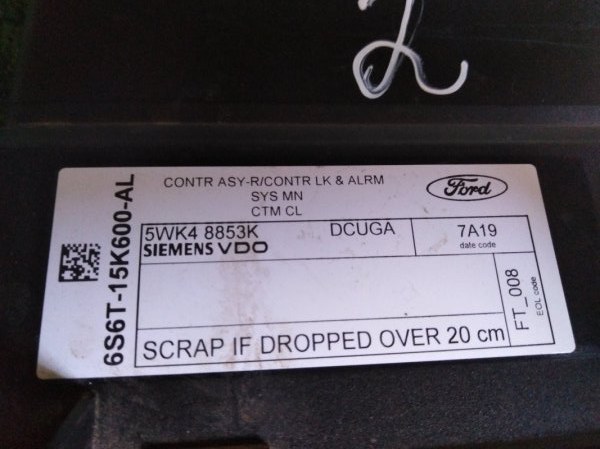 2
CONTR ASY-R/CONTR LK & ALRM
SYS MN
CTM CL
Ford
6S6T-15K600-AL
5WK4 8853K
DCUGA
7A19
SIEMENS VDO
date code
FT_008
EOL code
SCRAP IF DROPPED OVER 20 cm